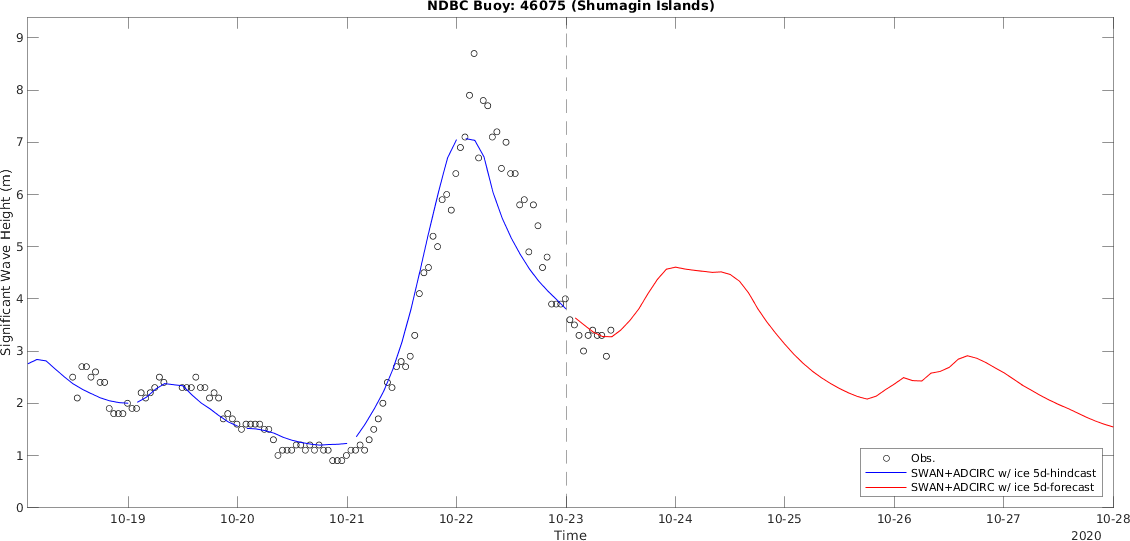 NDBC Buoy: 46075 (Shumagin Islands)
9
8
7
6
5
4
3
2
1
0
Significant Wave Height (m)
10-19 10-20 10-21 10-22 10-23 10-24 10-25 10-26 10-27 10-28
Time
2020
Obs.
SWAN+ADCIRC w/ ice 5d-hindcast
SWAN+ADCIRC w/ ice 5d-forecast